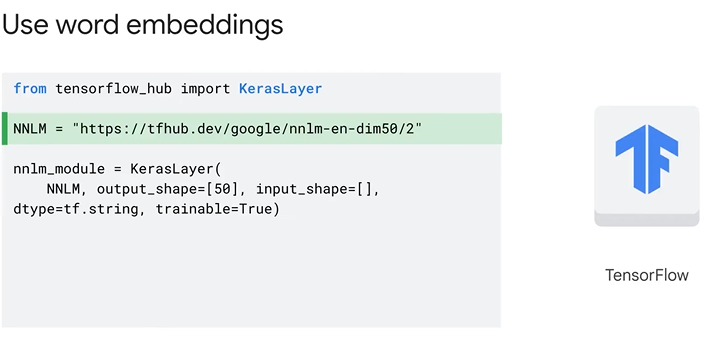 Use word embeddings
from tensorflow_hub import KerasLayer
NNLM = "https://tfhub.dev/google/nnlm-en-dim50/2"
nnlm_module = KerasLayer(
NNLM, output_shape=[50], input_shape=[],
dtype=tf.string, trainable=True)
TensorFlow